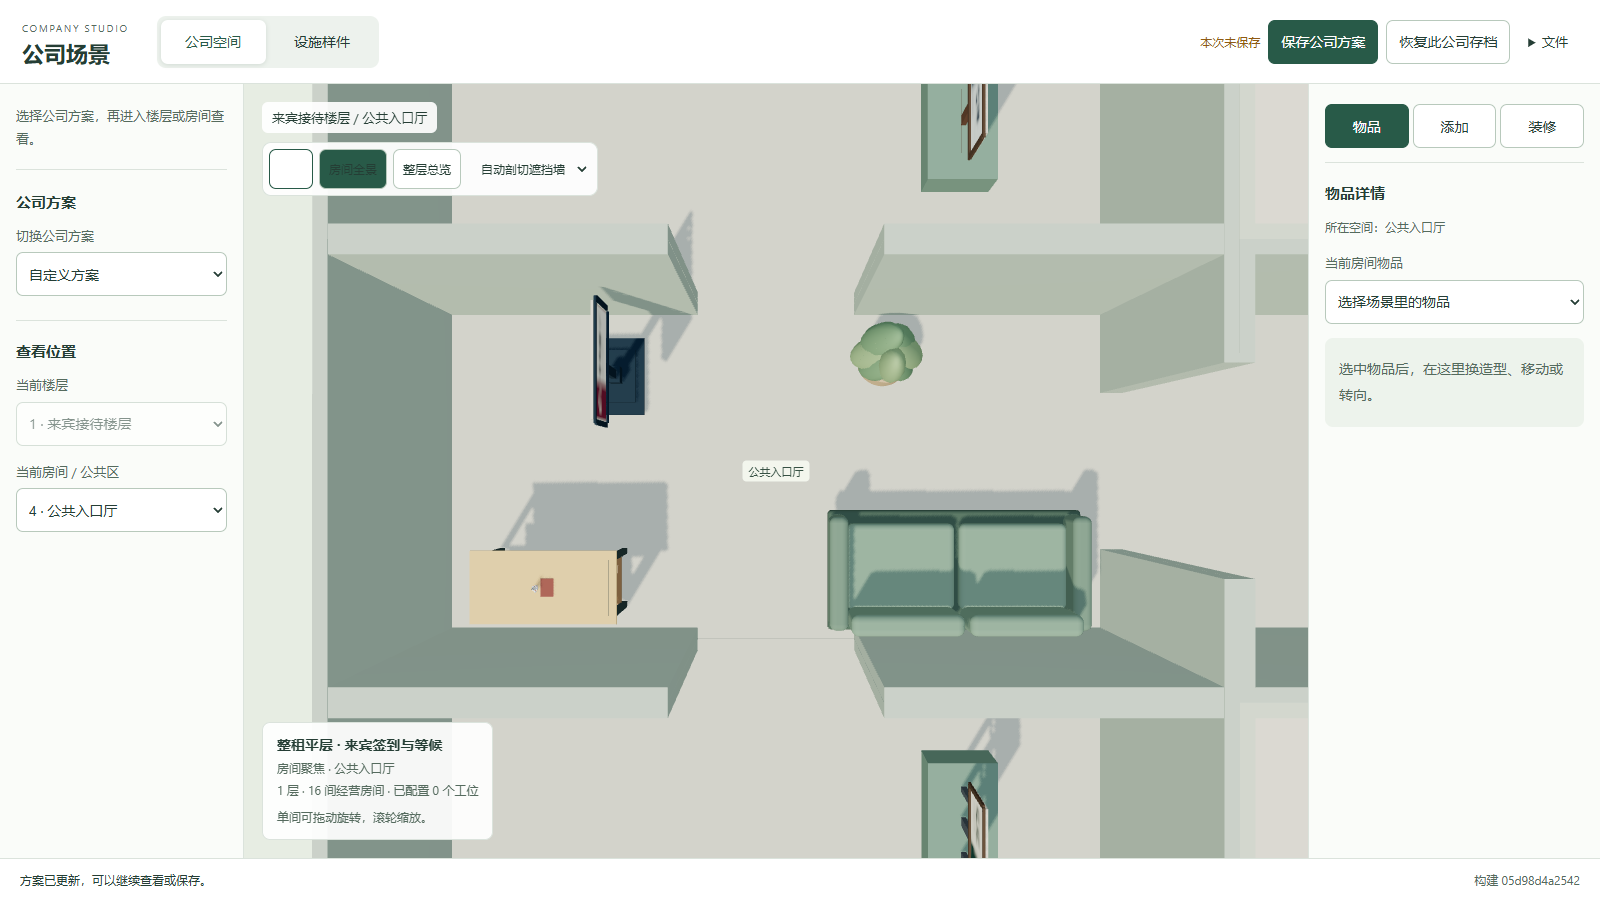 COMPANY STUDIO
公司场景
公司空间
设施样件
本次未保存
保存公司方案
恢复此公司存档
文件
选择公司方案，再进入楼层或房间查看。
公司方案
切换公司方案
自定义方案
查看位置
当前楼层
1 · 来宾接待楼层
当前房间 / 公共区
4 · 公共入口厅
来宾接待楼层 / 公共入口厅
房间全景
整层总览
自动剖切遮挡墙
公共入口厅
整租平层 · 来宾签到与等候
房间聚焦 · 公共入口厅
1 层 · 16 间经营房间 · 已配置 0 个工位
单间可拖动旋转，滚轮缩放。
物品
添加
装修
物品详情
所在空间：公共入口厅
当前房间物品
选择场景里的物品
选中物品后，在这里换造型、移动或转向。
方案已更新，可以继续查看或保存。
构建 05d98d4a2542